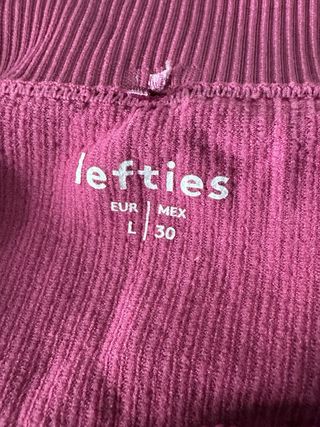 lefties
EUR | MEX
L | 30